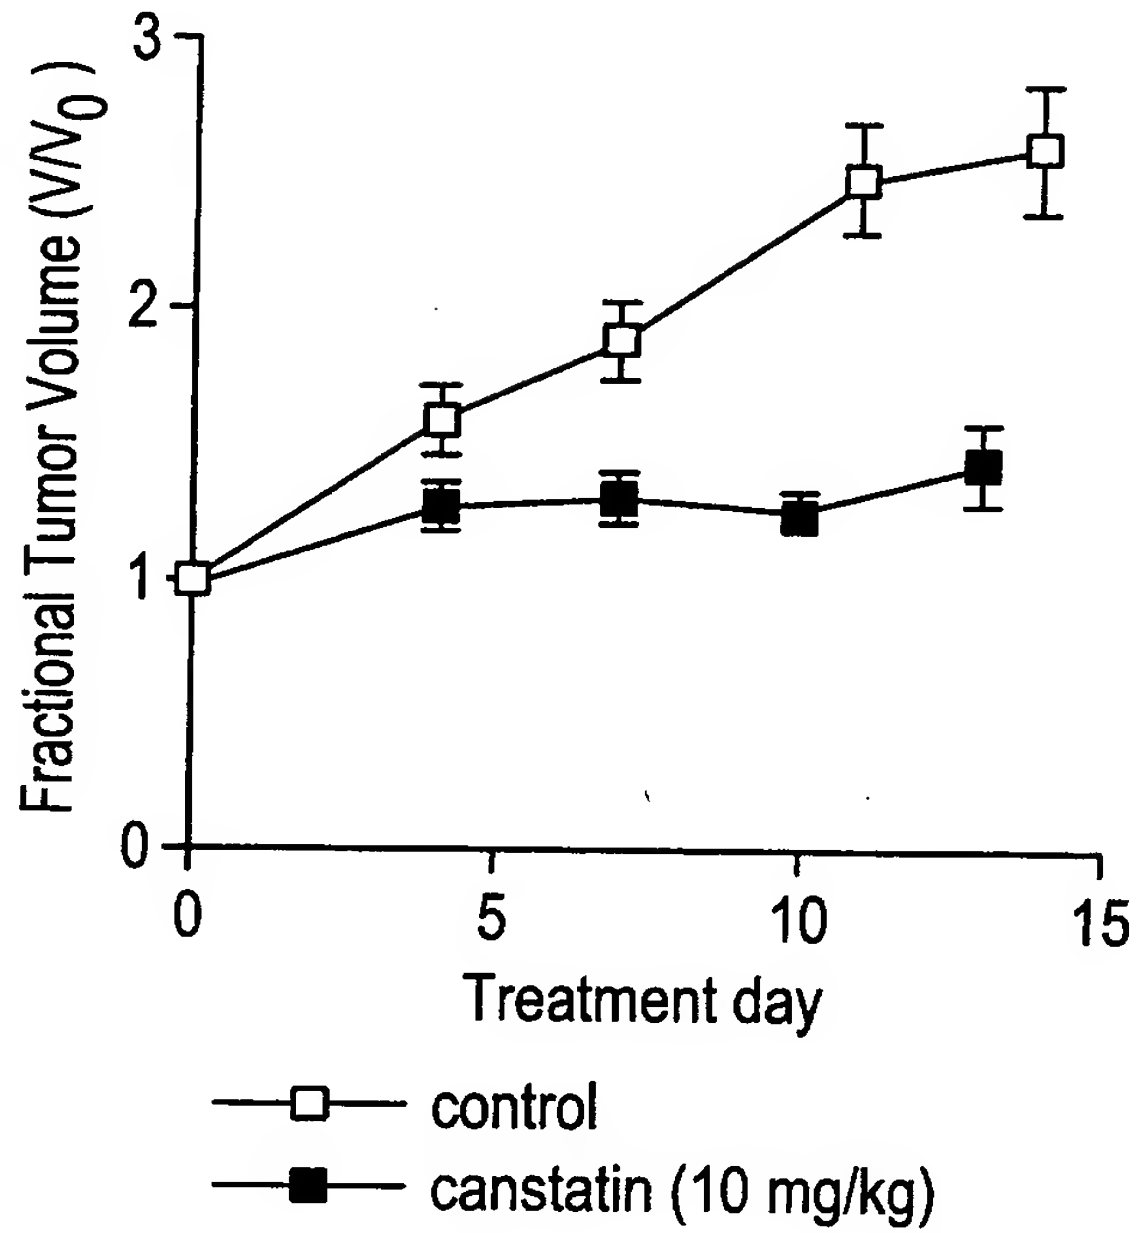 Fractional Tumor Volume (V/V0)
3
2
1
0
0 5 10 15
Treatment day
control
canstatin (10 mg/kg)